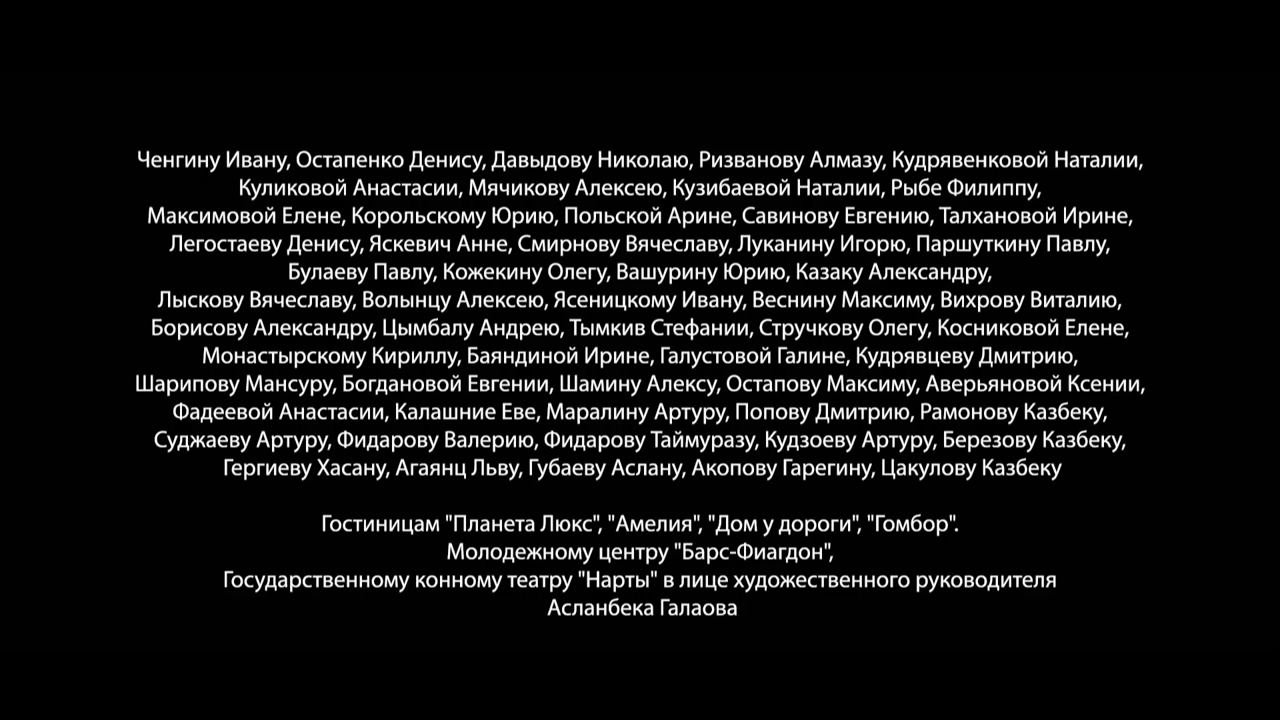 Ченгину Ивану, Остапенко Денису, Давыдову Николаю, Ризванову Алмазу, Кудрявенковой Наталии,
Куликовой Анастасии, Мячикову Алексею, Кузибаевой Наталии, Рыбе Филиппу,
Максимовой Елене, Корольскому Юрию, Польской Арине, Савинову Евгению, Талхановой Ирине,
Легостаеву Денису, Яскевич Анне, Смирнову Вячеславу, Луканину Игорю, Паршуткину Павлу,
Булаеву Павлу, Кожекину Олегу, Вашурину Юрию, Казаку Александру,
Лыскову Вячеславу, Волынцу Алексею, Ясеницкому Ивану, Веснину Максиму, Вихрову Виталию,
Борисову Александру, Цымбалу Андрею, Тымкив Стефании, Стручкову Олегу, Косниковой Елене,
Монастырскому Кириллу, Баяндиной Ирине, Галустовой Галине, Кудрявцеву Дмитрию,
Шарипову Мансуру, Богдановой Евгении, Шамину Алексу, Остапову Максиму, Аверьяновой Ксении,
Фадеевой Анастасии, Калашние Еве, Маралину Артуру, Попову Дмитрию, Рамонову Казбеку,
Суджаеву Артуру, Фидарову Валерию, Фидарову Таймуразу, Кудзоеву Артуру, Березову Казбеку,
Гергиеву Хасану, Агаянц Льву, Губаеву Аслану, Акопову Гарегину, Цакулову Казбеку
Гостиницам "Планета Люкс", "Амелия", "Дом у дороги", "Гомбор".
Молодежному центру "Барс-Фиагдон",
Государственному конному театру "Нарты" в лице художественного руководителя
Асланбека Галаова